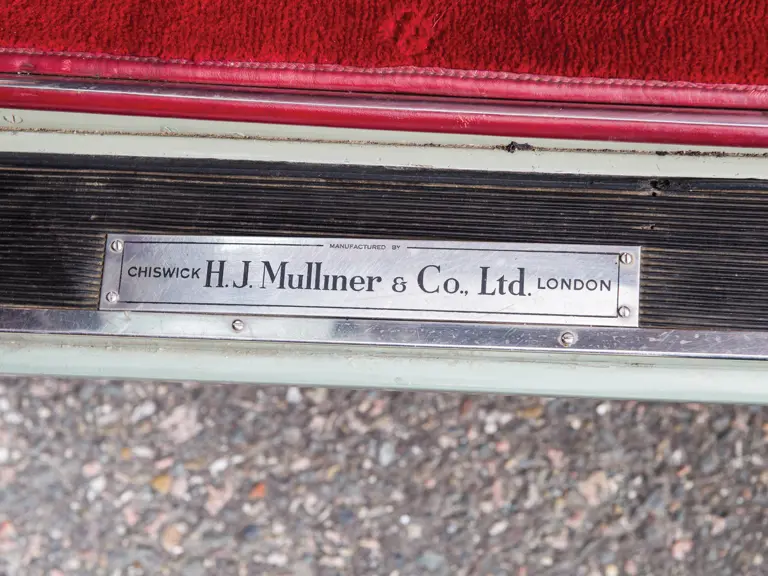 MANUFACTURED BY
CHISWICK H.J. Mulliner & Co., Ltd. LONDON